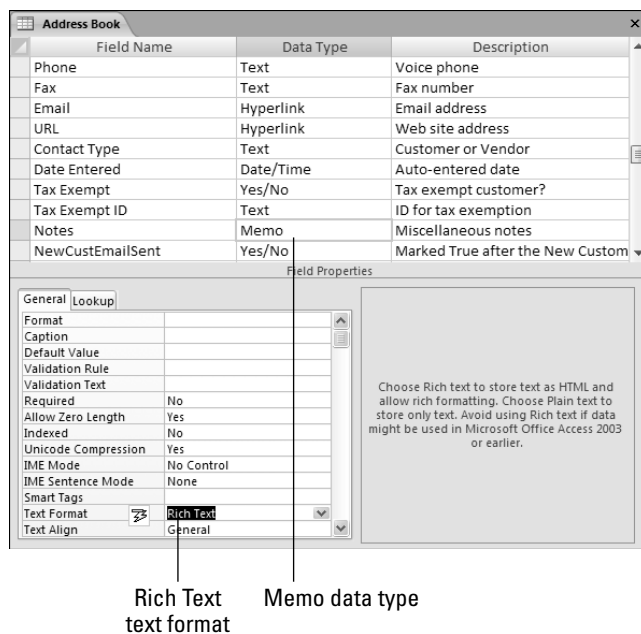 Address Book
Field Name Data Type Description
Phone Text Voice phone
Fax Text Fax number
Email Hyperlink Email address
URL Hyperlink Web site address
Contact Type Text Customer or Vendor
Date Entered Date/Time Auto-entered date
Tax Exempt Yes/No Tax exempt customer?
Tax Exempt ID Text ID for tax exemption
Notes Memo Miscellaneous notes
NewCustEmailSent Yes/No Marked True after the New Custom
Field Properties
General Lookup
Format
Caption
Default Value
Validation Rule
Validation Text
Required No
Allow Zero Length Yes
Indexed No
Unicode Compression Yes
IME Mode No Control
IME Sentence Mode None
Smart Tags
Text Format Rich Text
Text Align General
Choose Rich text to store text as HTML and
allow rich formatting. Choose Plain text to
store only text. Avoid using Rich text if data
might be used in Microsoft Office Access 2003
or earlier.
Rich Text
text format
Memo data type